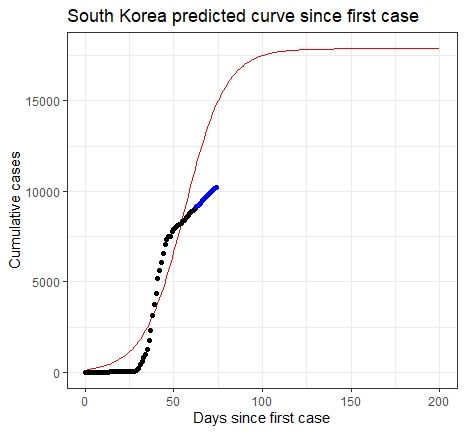 South Korea predicted curve since first case
Cumulative cases
15000
10000
5000
0
0 50 100 150 200
Days since first case